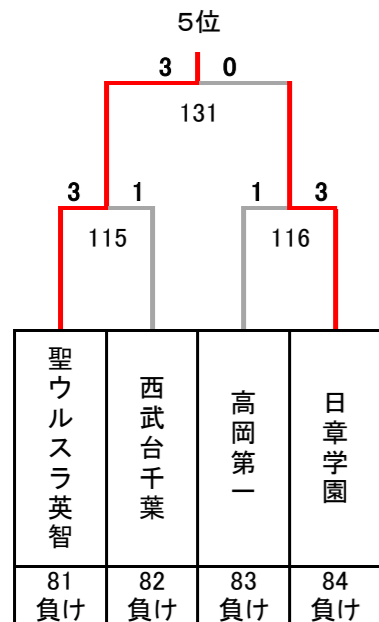 5位
3 0
131
3 1 1 3
115 116
聖ウルスラ英智
西武台千葉
高岡第一
日章学園
81 82 83 84
負け 負け 負け 負け